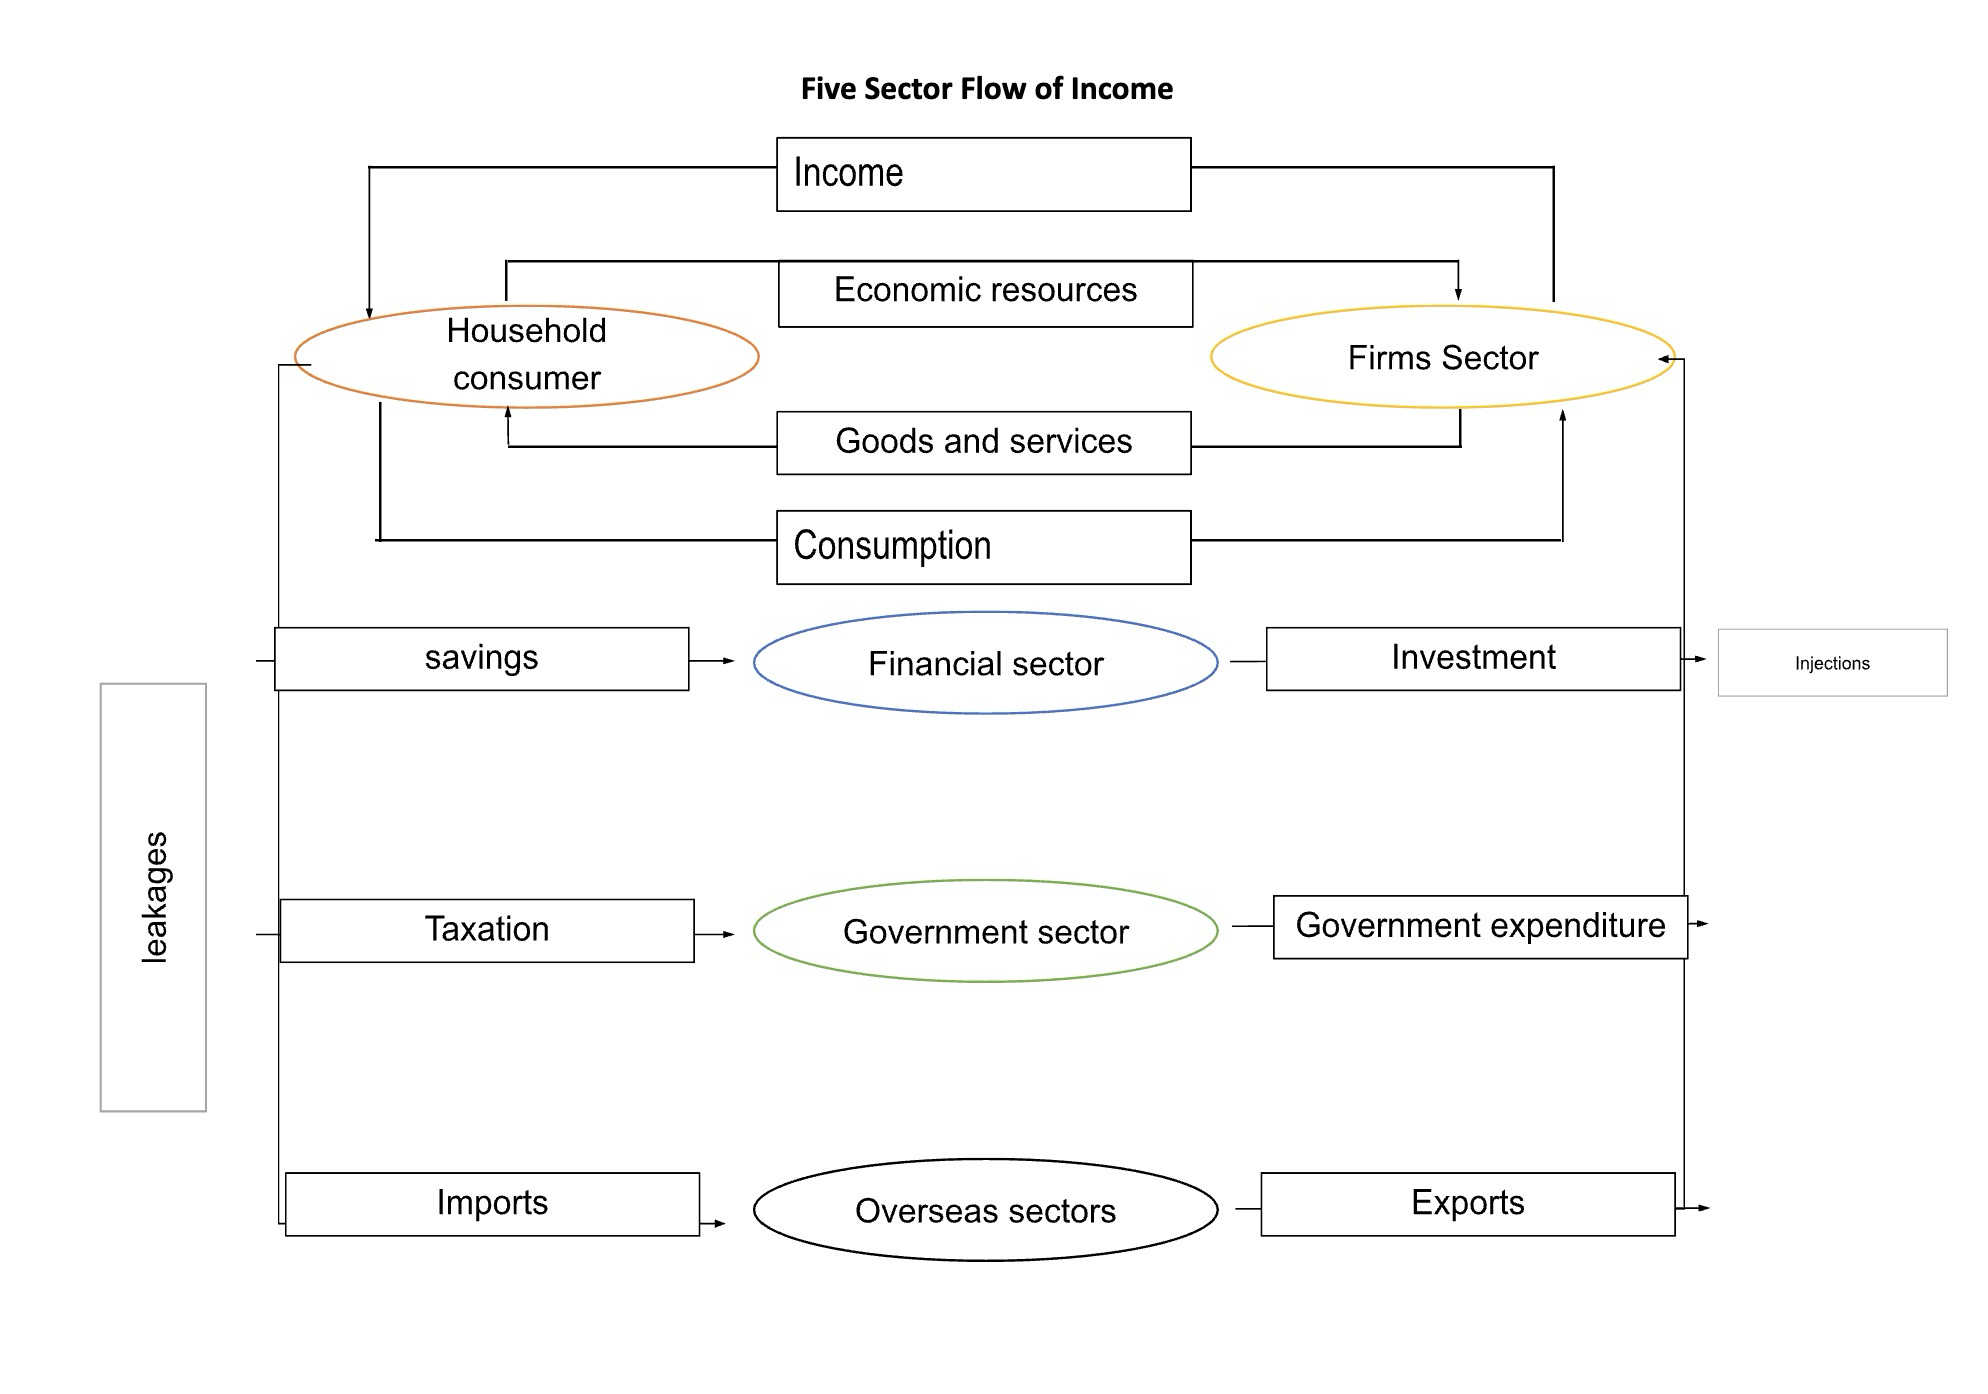 Five Sector Flow of Income
Income
Economic resources
Household
consumer
Firms Sector
Goods and services
Consumption
savings
Financial sector
Investment
Injections
leakages
Taxation
Government sector
Government expenditure
Imports
Overseas sectors
Exports